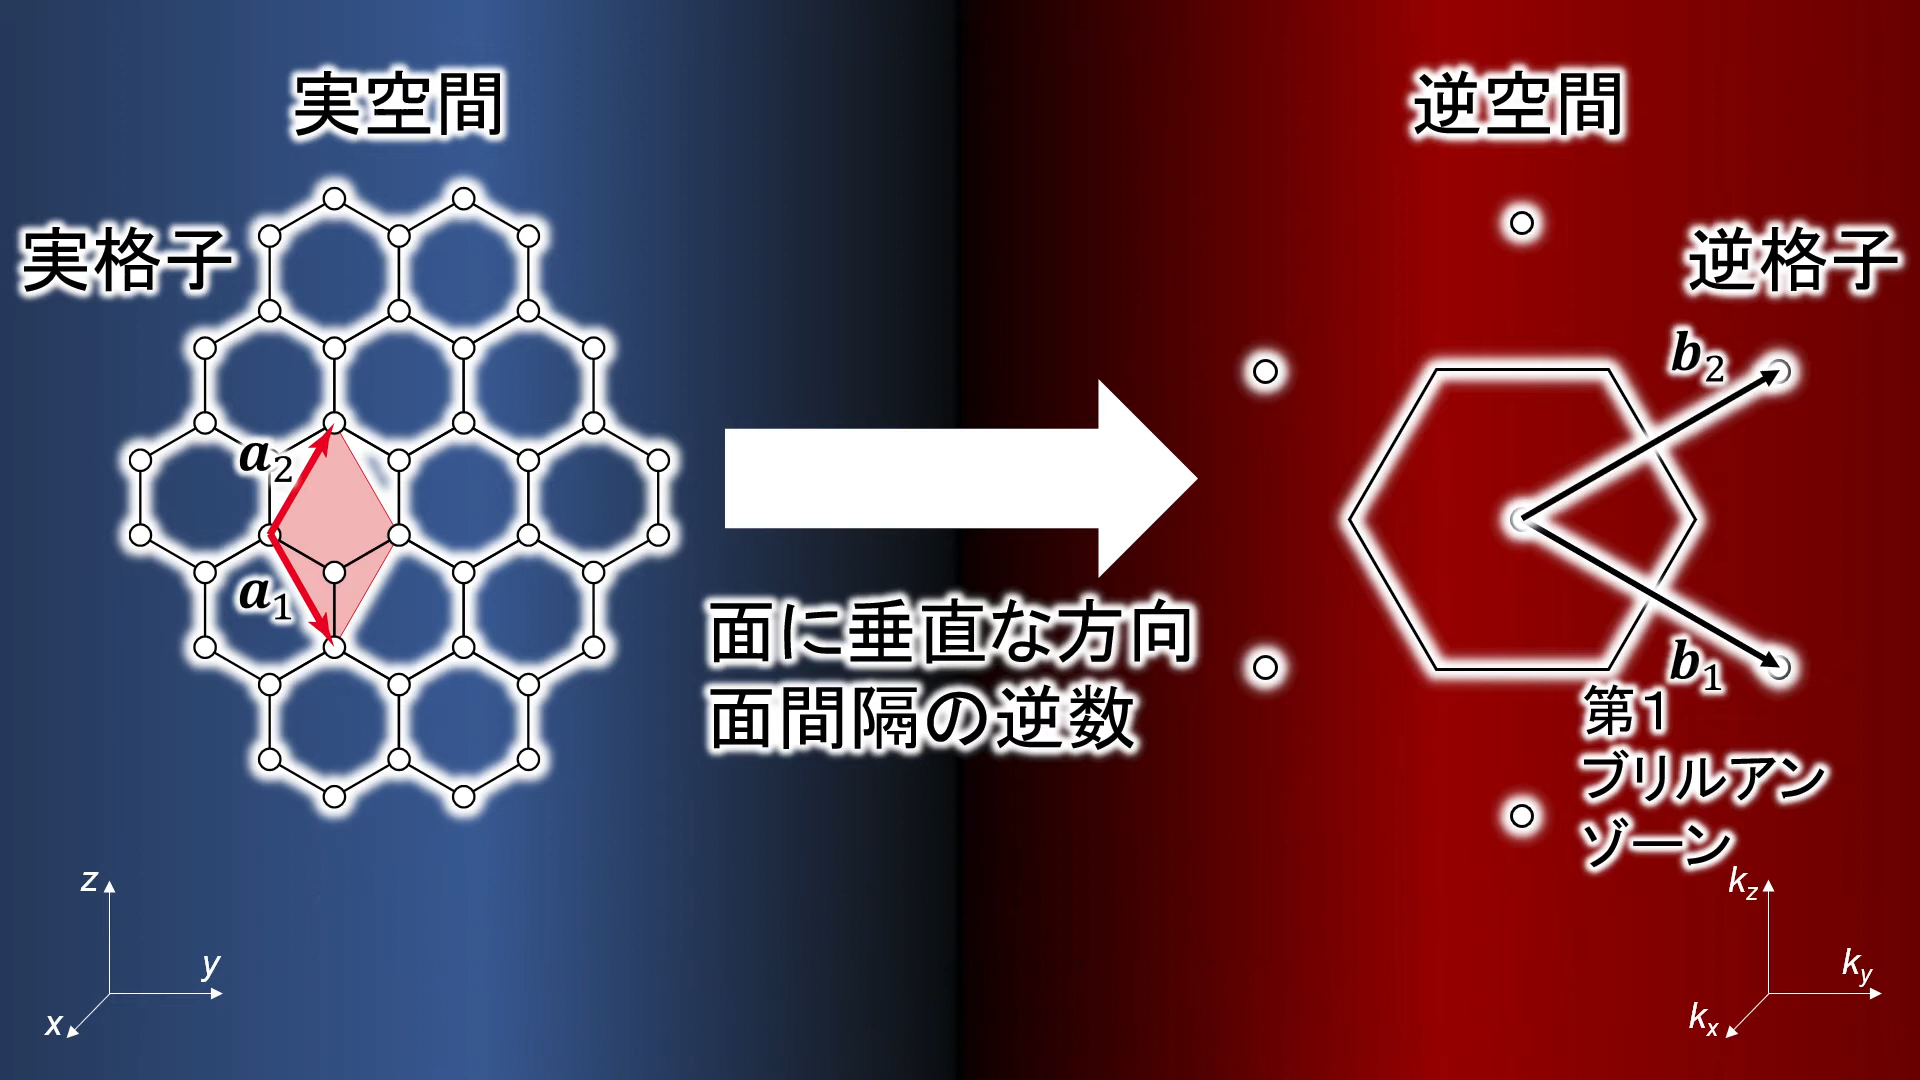 実空間
逆空間
実格子
逆格子
a2
a1
b2
b1
面に垂直な方向
面間隔の逆数
第1
ブリルアン
ゾーン
z
y
x
kz
ky
kx